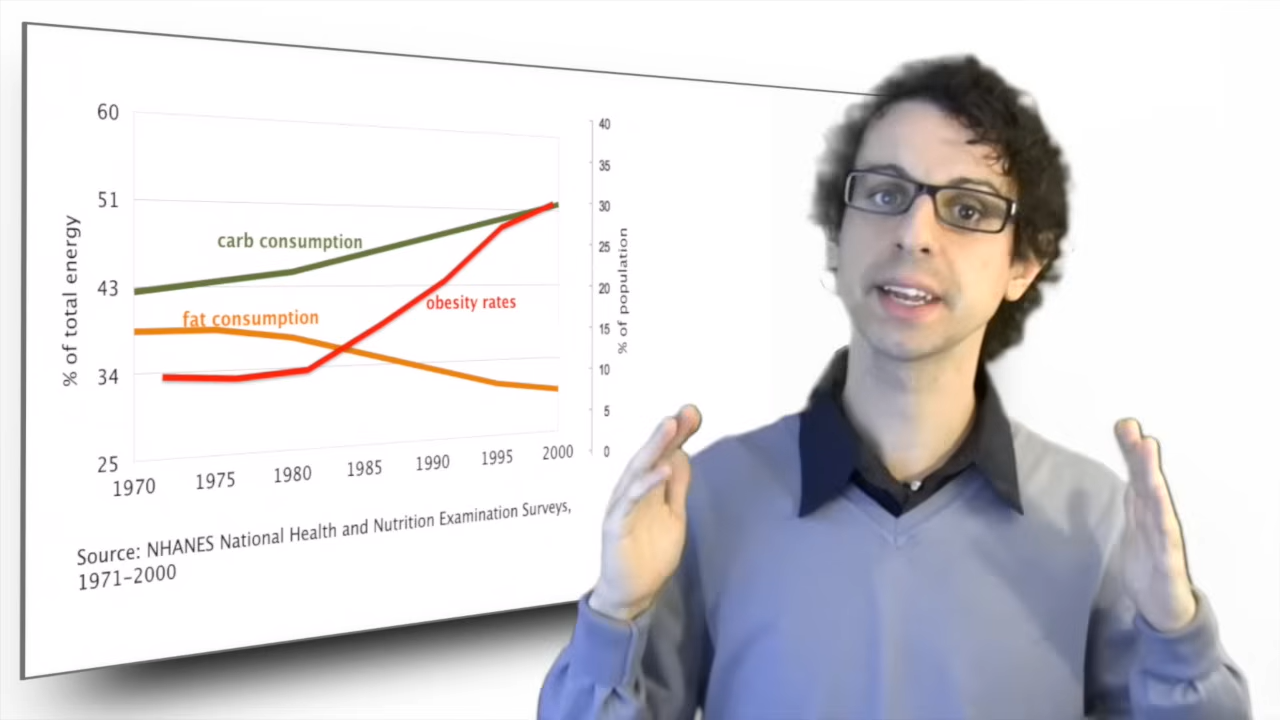 60
51
43
34
25
% of total energy
carb consumption
fat consumption
obesity rates
40
35
30
25
20
15
10
5
0
% of population
1970 1975 1980 1985 1990 1995 2000
Source: NHANES National Health and Nutrition Examination Surveys,
1971-2000